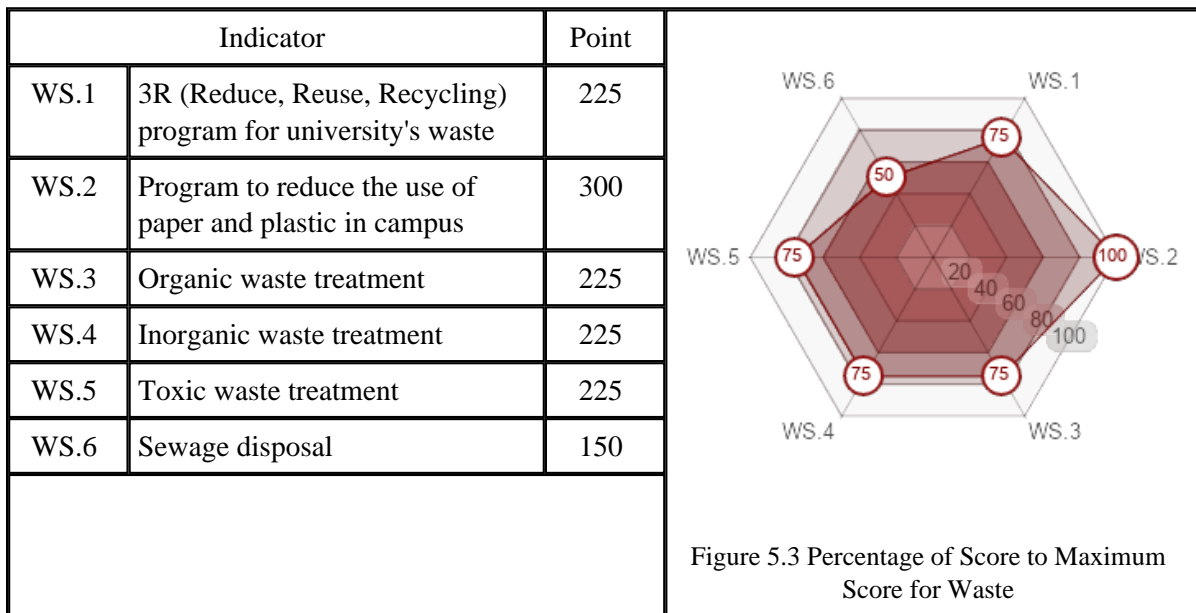 Indicator Point
WS.1 3R (Reduce, Reuse, Recycling) 225
program for university's waste
WS.2 Program to reduce the use of 300
paper and plastic in campus
WS.3 Organic waste treatment 225
WS.4 Inorganic waste treatment 225
WS.5 Toxic waste treatment 225
WS.6 Sewage disposal 150
WS.6 WS.1
75
50
WS.5 75 100 WS.2
20
40
60
80
100
75 75
WS.4 WS.3
Figure 5.3 Percentage of Score to Maximum
Score for Waste